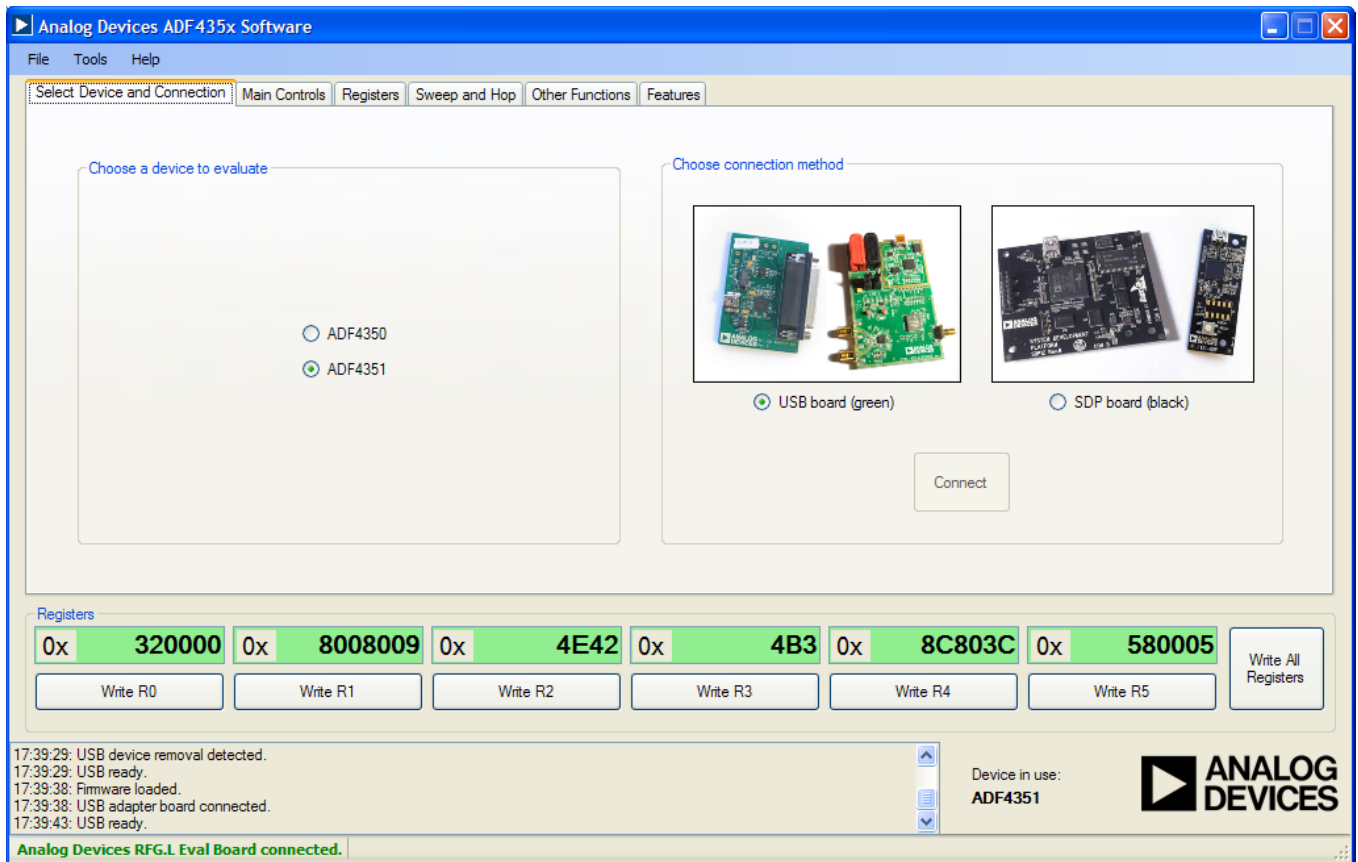 Analog Devices ADF435x Software
File Tools Help
Select Device and Connection Main Controls Registers Sweep and Hop Other Functions Features
Choose a device to evaluate
ADF4350
ADF4351
Choose connection method
ANALOG DEVICES
SYSTEM DEVELOPMENT
PLATFORM
USB board (green)
SDP board (black)
Connect
Registers
0x 320000 0x 8008009 0x 4E42 0x 4B3 0x 8C803C 0x 580005
Write R0 Write R1 Write R2 Write R3 Write R4 Write R5
Write All
Registers
17:39:29: USB device removal detected.
17:39:29: USB ready.
17:39:38: Firmware loaded.
17:39:38: USB adapter board connected.
17:39:43: USB ready.
Device in use:
ADF4351
ANALOG
DEVICES
Analog Devices RFG.L Eval Board connected.